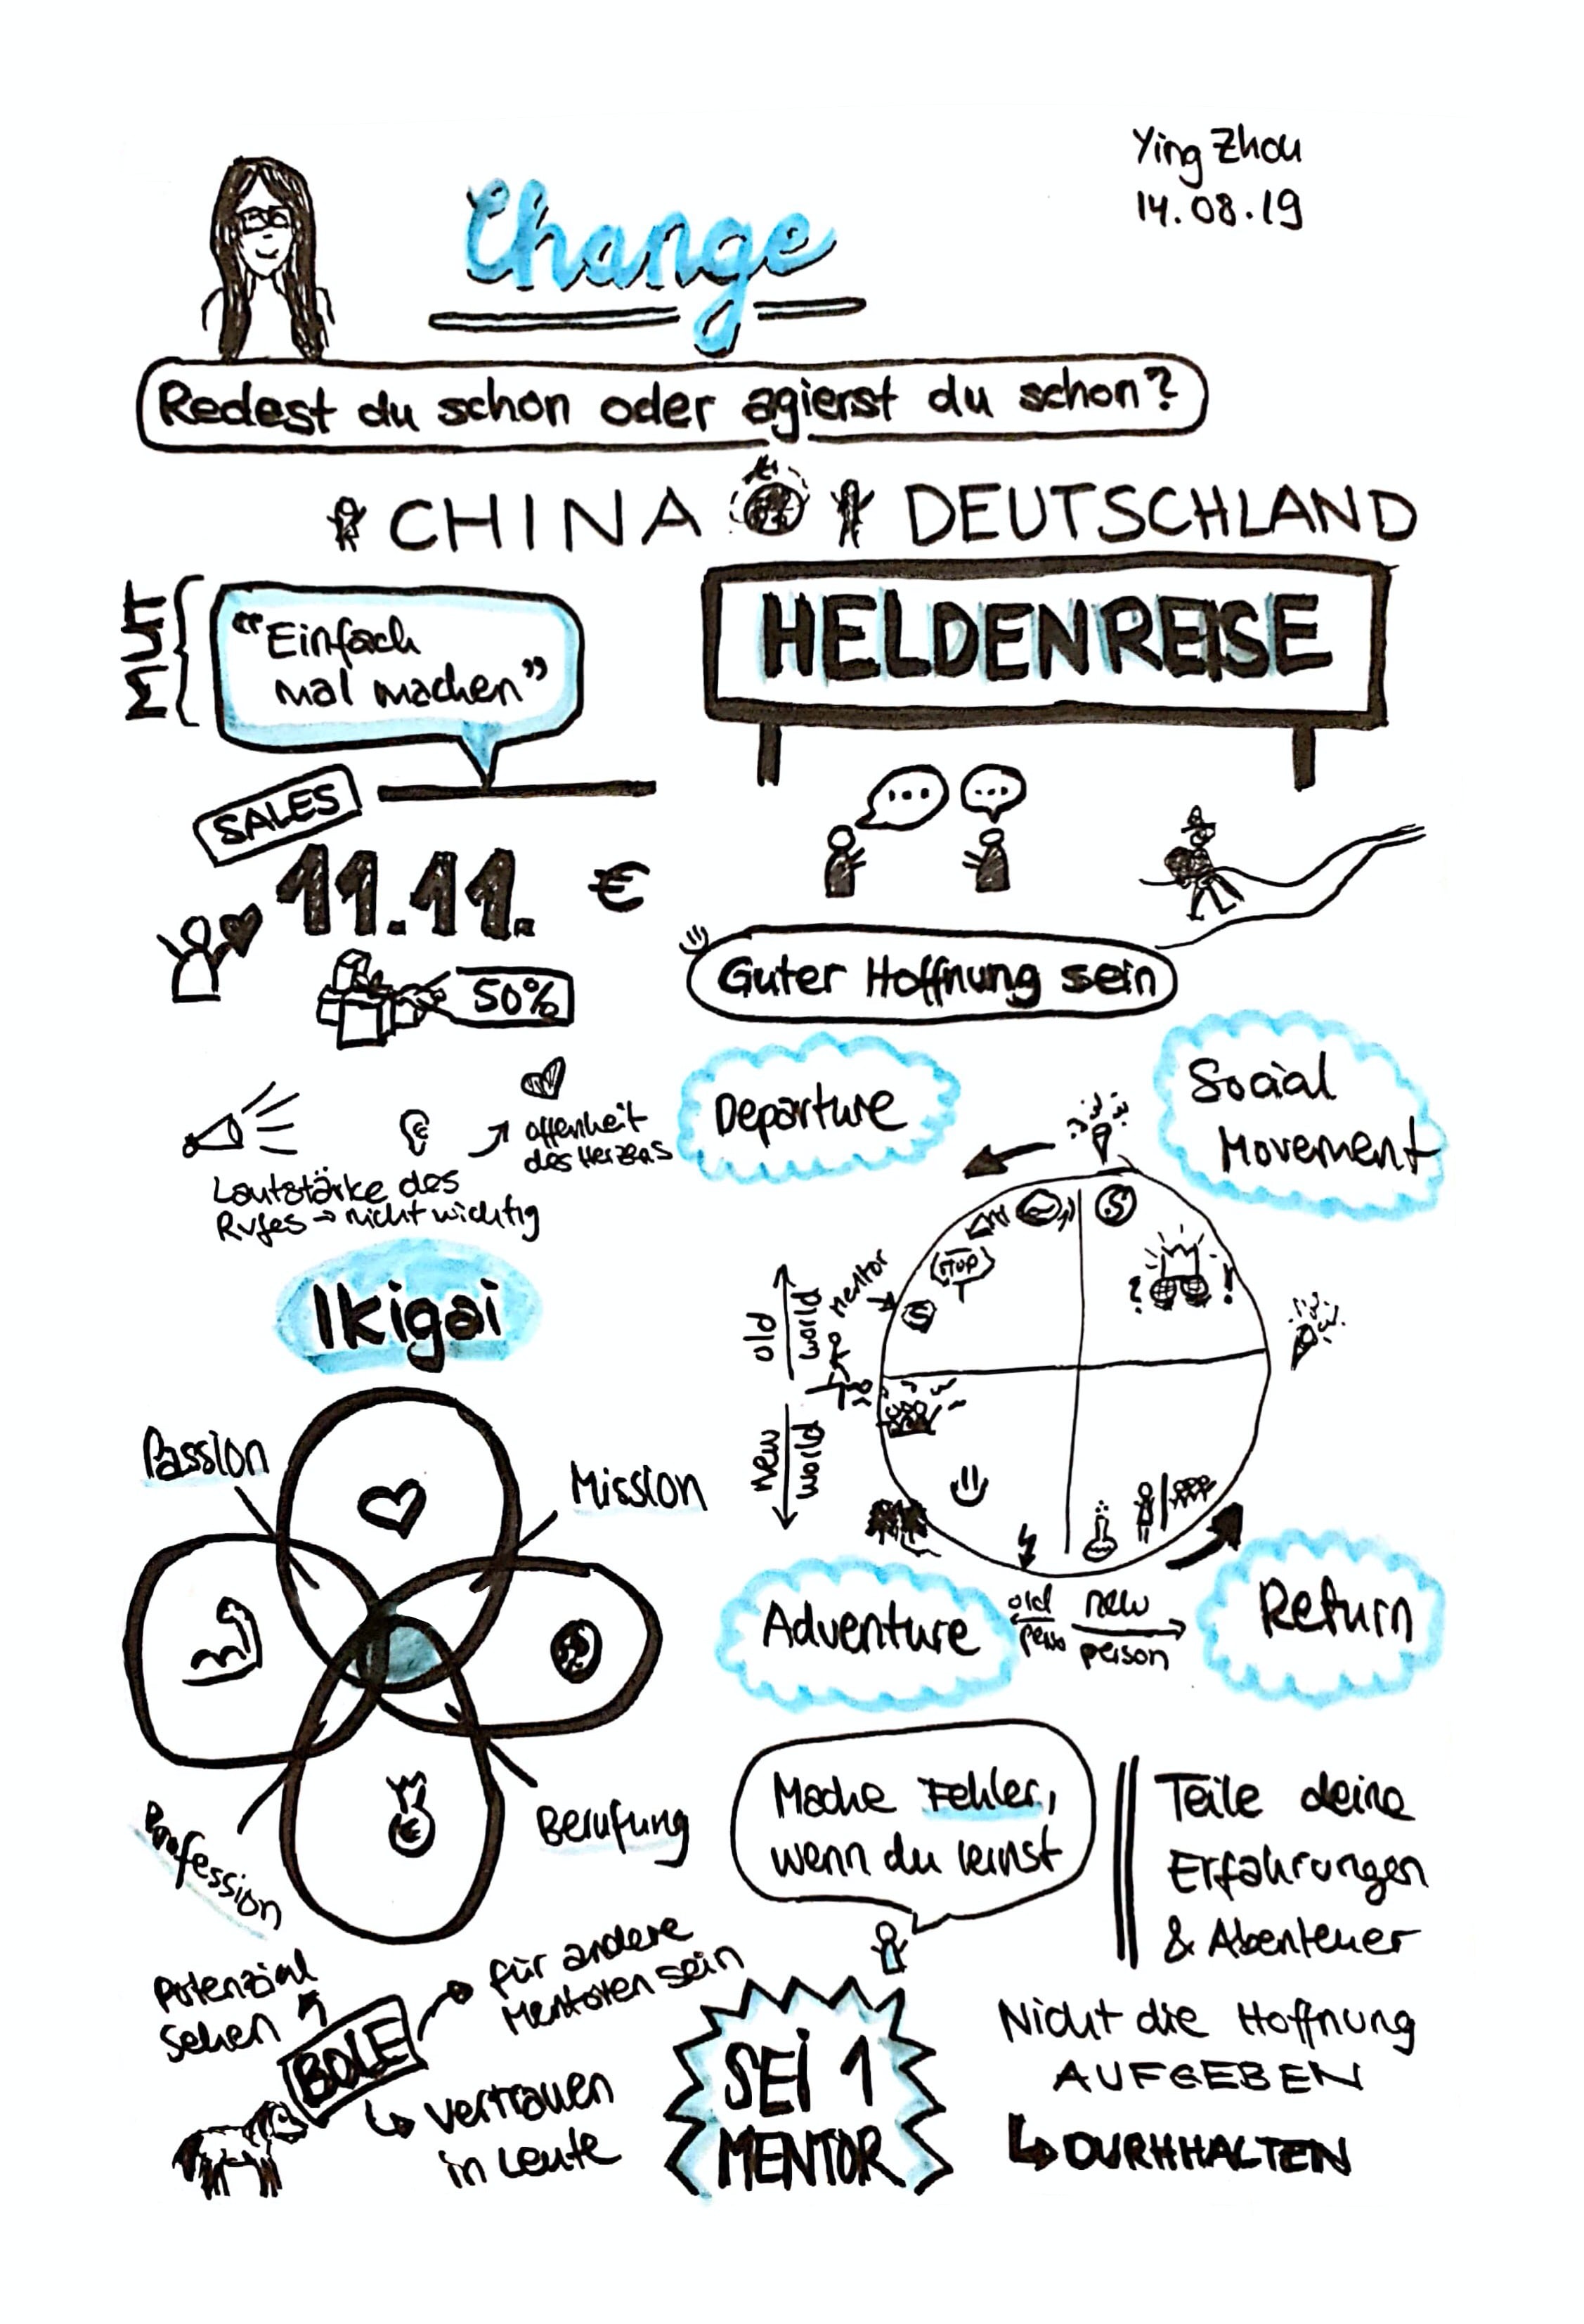 Ying Zhou
14.08.19
Change
Redest du schon oder agierst du schon?
CHINA DEUTSCHLAND
MUT
"Einfach
mal machen"
HELDENREISE
SALES
11.11. €
50%
...
...
Guter Hoffnung sein
Lautstärke des
Rufes → nicht wichtig
offenheit
des Herzens
Departure
Social
Movement
STOP
mentor
old
world
new
world
? !
Ikigai
Passion
Mission
Profession
Berufung
€
Adventure
old
new
person
Return
Mache Fehler,
wenn du lernst
Teile deine
Erfahrungen
& Abenteuer
Potenzial
sehen
BOLE
für andere
Mentoren sein
Vertrauen
in Leute
SEI 1
MENTOR
Nicht die Hoffnung
AUFGEBEN
DURHHALTEN